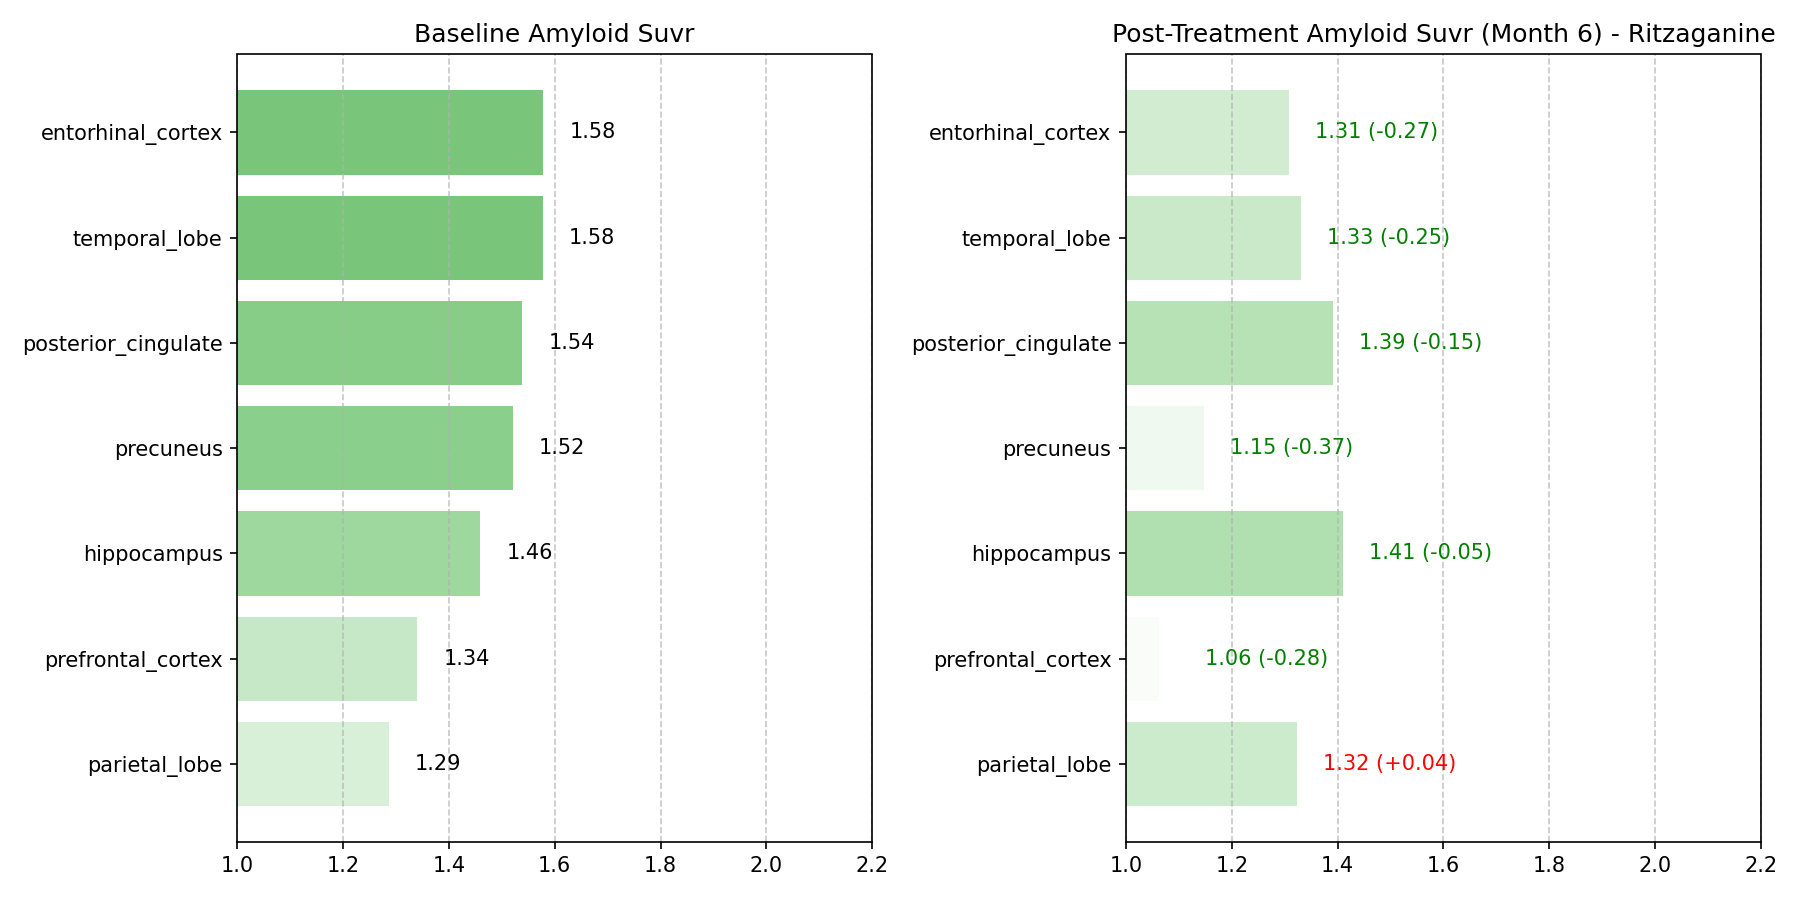 Baseline Amyloid Suvr
entorhinal_cortex
1.58
temporal_lobe
1.58
posterior_cingulate
1.54
precuneus
1.52
hippocampus
1.46
prefrontal_cortex
1.34
parietal_lobe
1.29
1.0 1.2 1.4 1.6 1.8 2.0 2.2
Post-Treatment Amyloid Suvr (Month 6) - Ritzaganine
entorhinal_cortex
1.31 (-0.27)
temporal_lobe
1.33 (-0.25)
posterior_cingulate
1.39 (-0.15)
precuneus
1.15 (-0.37)
hippocampus
1.41 (-0.05)
prefrontal_cortex
1.06 (-0.28)
parietal_lobe
1.32 (+0.04)
1.0 1.2 1.4 1.6 1.8 2.0 2.2